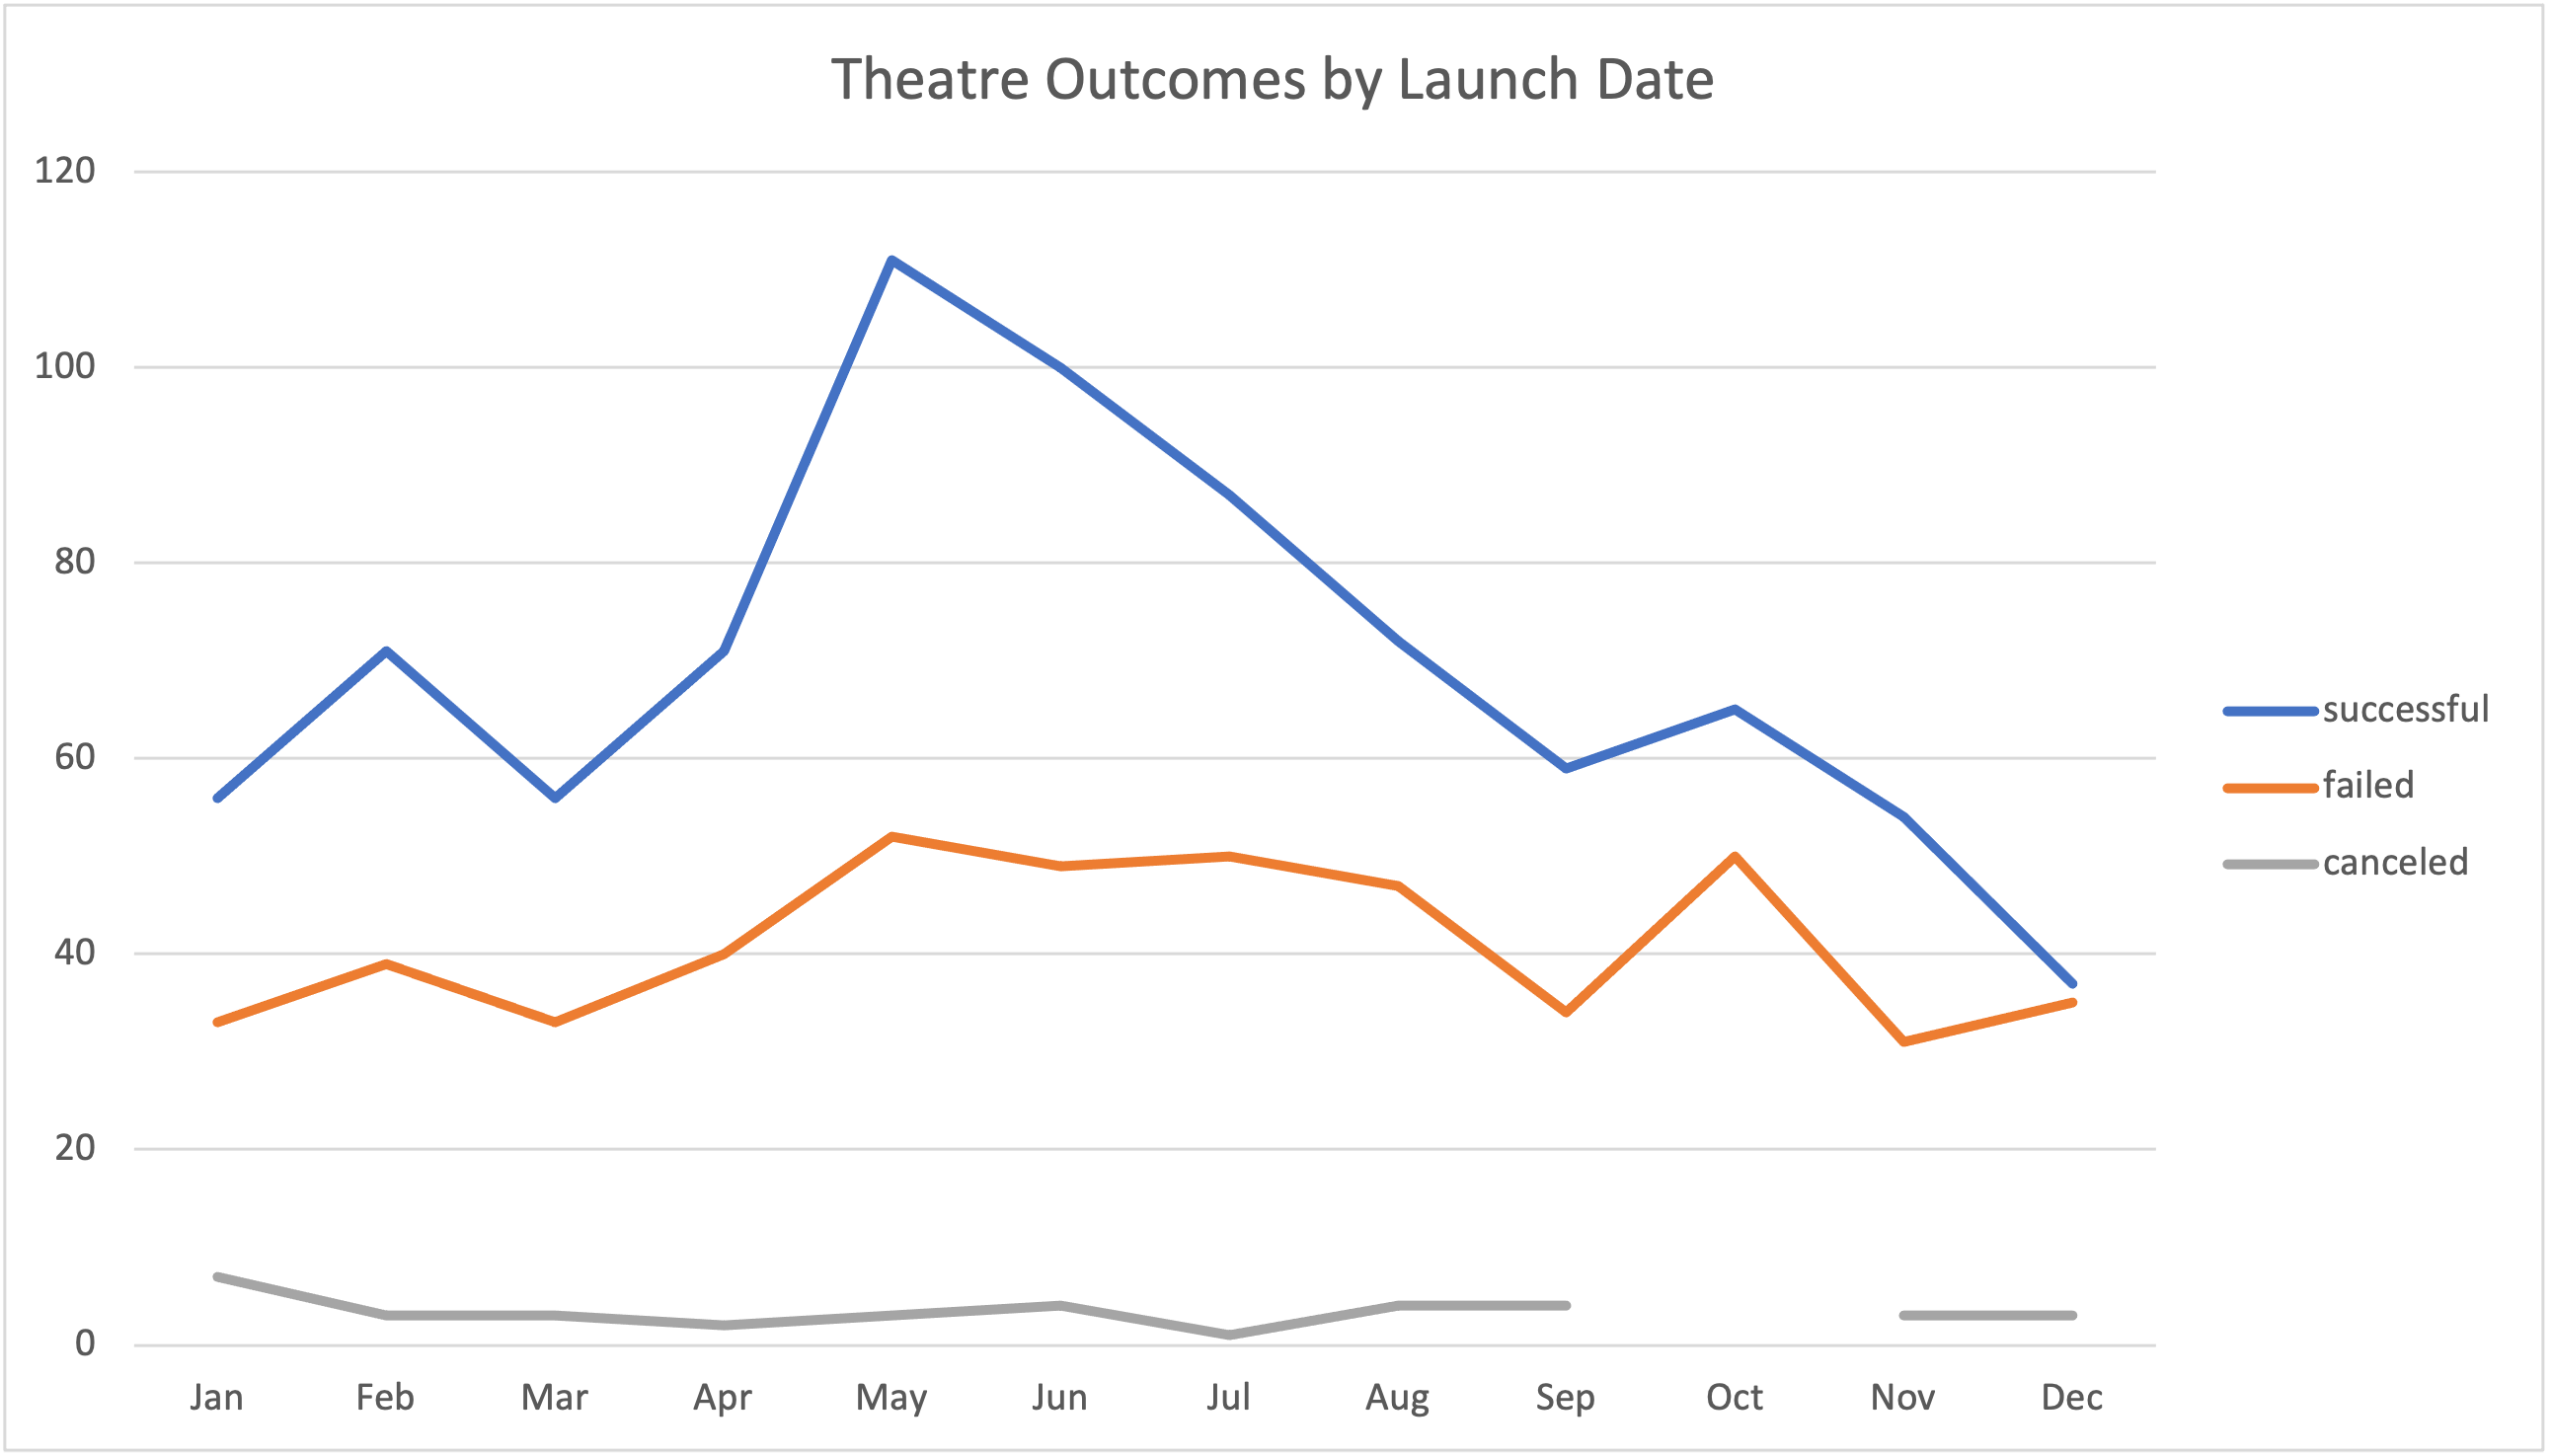 Theatre Outcomes by Launch Date
120
100
80
60
40
20
0
Jan Feb Mar Apr May Jun Jul Aug Sep Oct Nov Dec
successful
failed
canceled